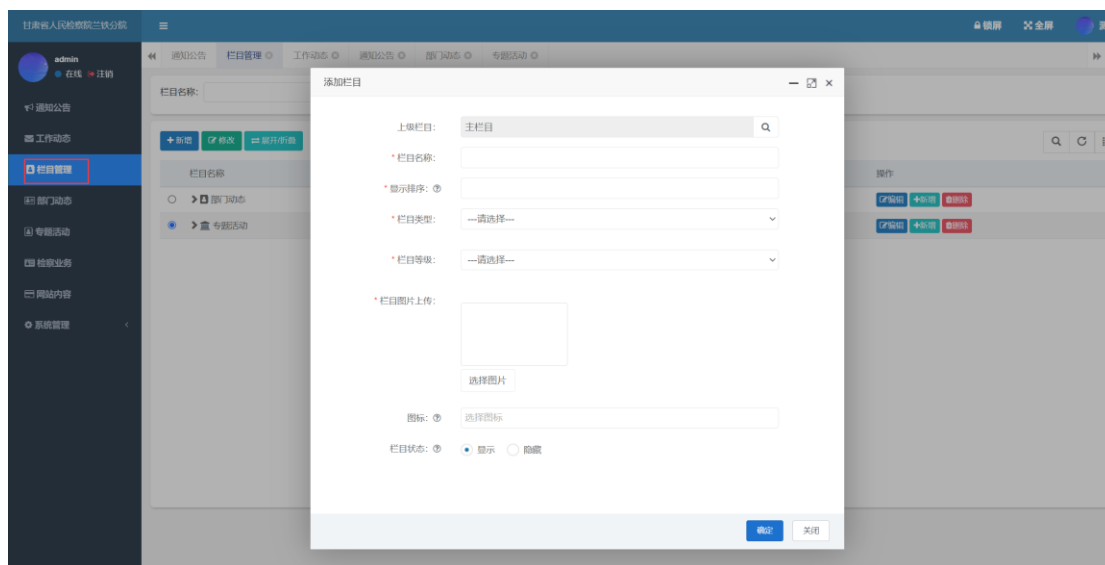 甘肃省人民检察院兰铁分院
锁屏 全屏
admin
在线 注销
通知公告 栏目管理 工作动态 通知公告 部门动态 专题活动
通知公告
工作动态
栏目管理
部门动态
专题活动
检察业务
网站内容
系统管理
栏目名称:
新增 修改 展开/折叠
栏目名称 操作
部门动态 编辑 新增 删除
专题活动 编辑 新增 删除
添加栏目
上级栏目: 主栏目
* 栏目名称:
* 显示排序:
* 栏目类型: ---请选择---
* 栏目等级: ---请选择---
* 栏目图片上传:
选择图片
图标: 选择图标
栏目状态: 显示 隐藏
确定 关闭